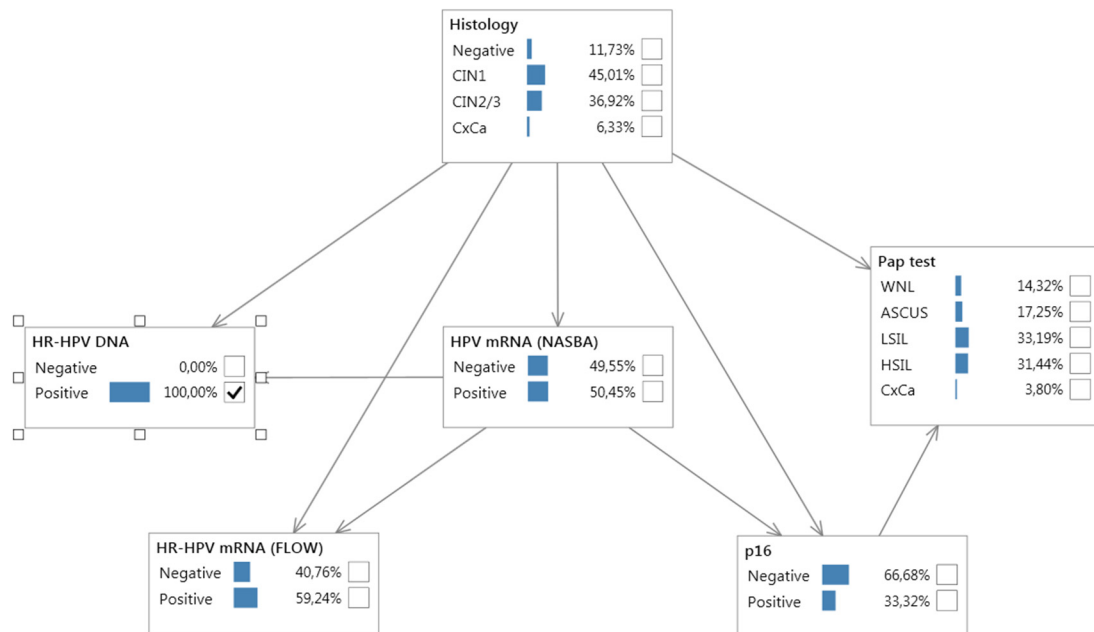 Histology
Negative 11,73%
CIN1 45,01%
CIN2/3 36,92%
CxCa 6,33%
Pap test
WNL 14,32%
ASCUS 17,25%
LSIL 33,19%
HSIL 31,44%
CxCa 3,80%
HR-HPV DNA
Negative 0,00%
Positive 100,00%
HPV mRNA (NASBA)
Negative 49,55%
Positive 50,45%
HR-HPV mRNA (FLOW)
Negative 40,76%
Positive 59,24%
p16
Negative 66,68%
Positive 33,32%